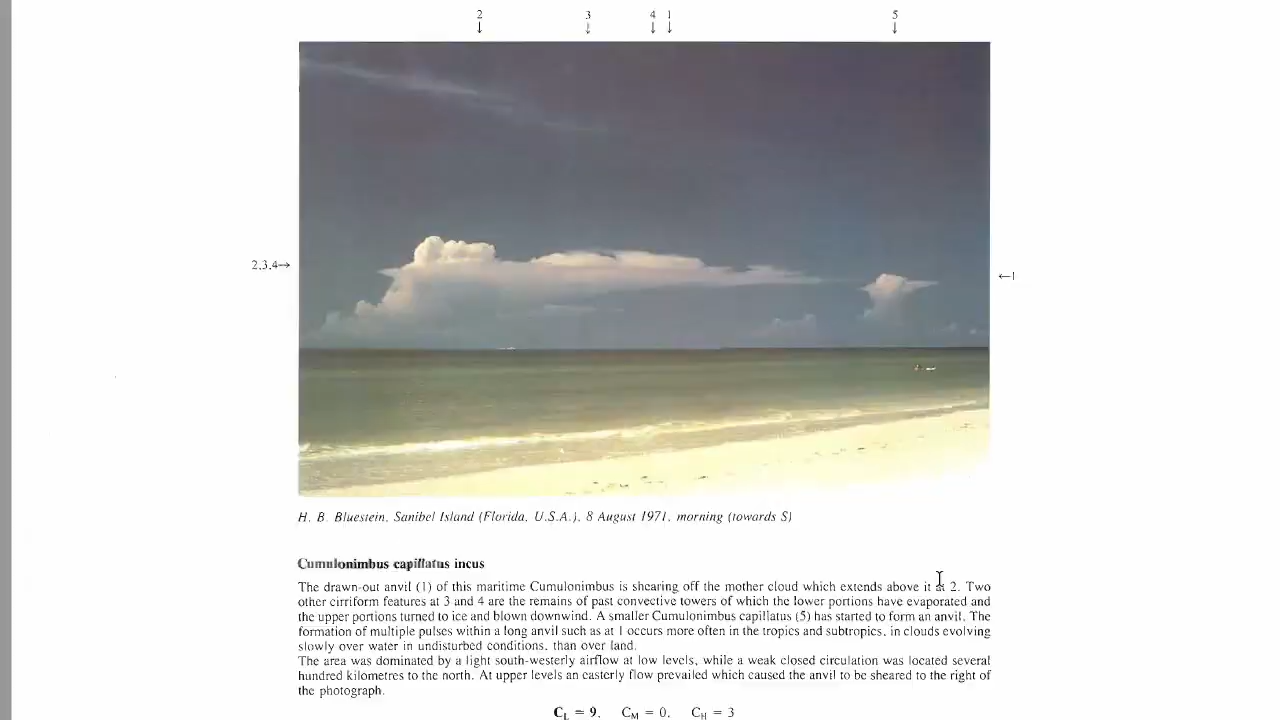 2 3 4 1 5
2,3,4→
←1
H. B. Bluestein, Sanibel Island (Florida, U.S.A.), 8 August 1971, morning (towards S)
Cumulonimbus capillatus incus
The drawn-out anvil (1) of this maritime Cumulonimbus is shearing off the mother cloud which extends above it at 2. Two
other cirriform features at 3 and 4 are the remains of past convective towers of which the lower portions have evaporated and
the upper portions turned to ice and blown downwind. A smaller Cumulonimbus capillatus (5) has started to form an anvil. The
formation of multiple pulses within a long anvil such as at 1 occurs more often in the tropics and subtropics, in clouds evolving
slowly over water in undisturbed conditions, than over land.
The area was dominated by a light south-westerly airflow at low levels, while a weak closed circulation was located several
hundred kilometres to the north. At upper levels an easterly flow prevailed which caused the anvil to be sheared to the right of
the photograph.
CL = 9, CM = 0, CH = 3